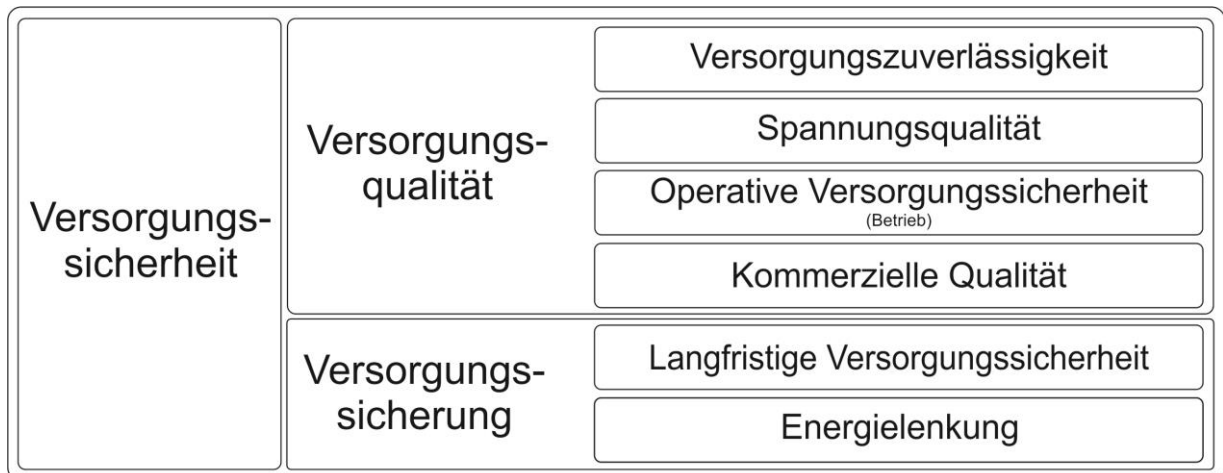 Versorgungs-
sicherheit
Versorgungs-
qualität
Versorgungszuverlässigkeit
Spannungsqualität
Operative Versorgungssicherheit
(Betrieb)
Kommerzielle Qualität
Versorgungs-
sicherung
Langfristige Versorgungssicherheit
Energielenkung